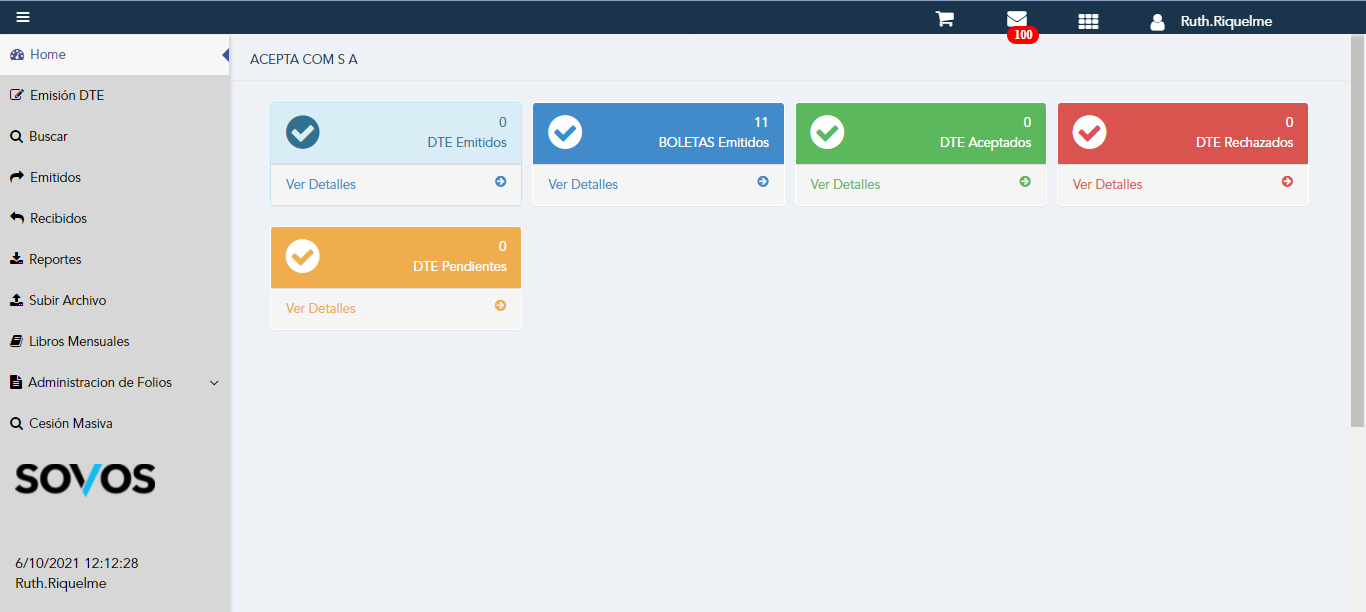 Ruth.Riquelme
100
Home
Emisión DTE
Buscar
Emitidos
Recibidos
Reportes
Subir Archivo
Libros Mensuales
Administracion de Folios
Cesión Masiva
SOVOS
6/10/2021 12:12:28
Ruth.Riquelme
ACEPTA COM S A
0
DTE Emitidos
Ver Detalles
11
BOLETAS Emitidos
Ver Detalles
0
DTE Aceptados
Ver Detalles
0
DTE Rechazados
Ver Detalles
0
DTE Pendientes
Ver Detalles